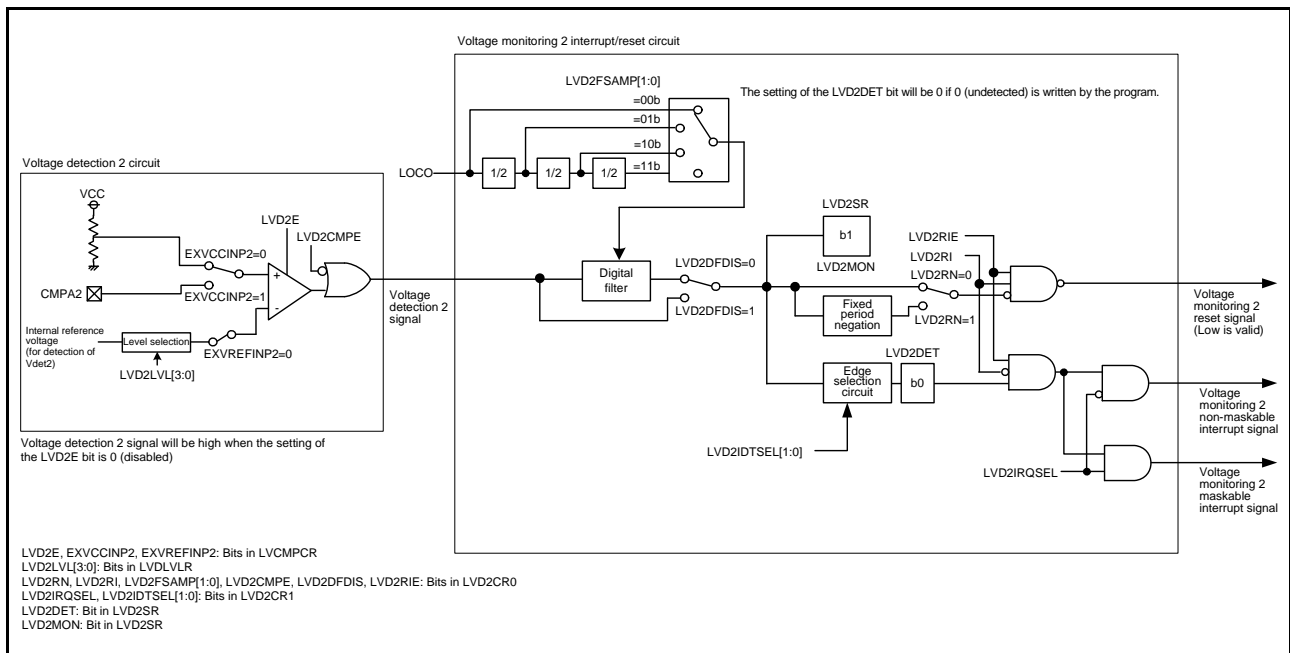 Voltage monitoring 2 interrupt/reset circuit
LVD2FSAMP[1:0]
The setting of the LVD2DET bit will be 0 if 0 (undetected) is written by the program.
=00b
=01b
=10b
=11b
LOCO
1/2
1/2
1/2
Voltage detection 2 circuit
VCC
LVD2E
LVD2CMPE
EXVCCINP2=0
CMPA2
EXVCCINP2=1
+
-
Internal reference
voltage
(for detection of
Vdet2)
Level selection
EXVREFINP2=0
LVD2LVL[3:0]
Voltage
detection 2
signal
Voltage detection 2 signal will be high when the setting of
the LVD2E bit is 0 (disabled)
Digital
filter
LVD2DFDIS=0
LVD2DFDIS=1
LVD2SR
b1
LVD2MON
LVD2RIE
LVD2RI
LVD2RN=0
Fixed
period
negation
LVD2RN=1
Voltage
monitoring 2
reset signal
(Low is valid)
LVD2DET
Edge
selection
circuit
b0
LVD2IDTSEL[1:0]
Voltage
monitoring 2
non-maskable
interrupt signal
LVD2IRQSEL
Voltage
monitoring 2
maskable
interrupt signal
LVD2E, EXVCCINP2, EXVREFINP2: Bits in LVCMPCR
LVD2LVL[3:0]: Bits in LVDLVLR
LVD2RN, LVD2RI, LVD2FSAMP[1:0], LVD2CMPE, LVD2DFDIS, LVD2RIE: Bits in LVD2CR0
LVD2IRQSEL, LVD2IDTSEL[1:0]: Bits in LVD2CR1
LVD2DET: Bit in LVD2SR
LVD2MON: Bit in LVD2SR